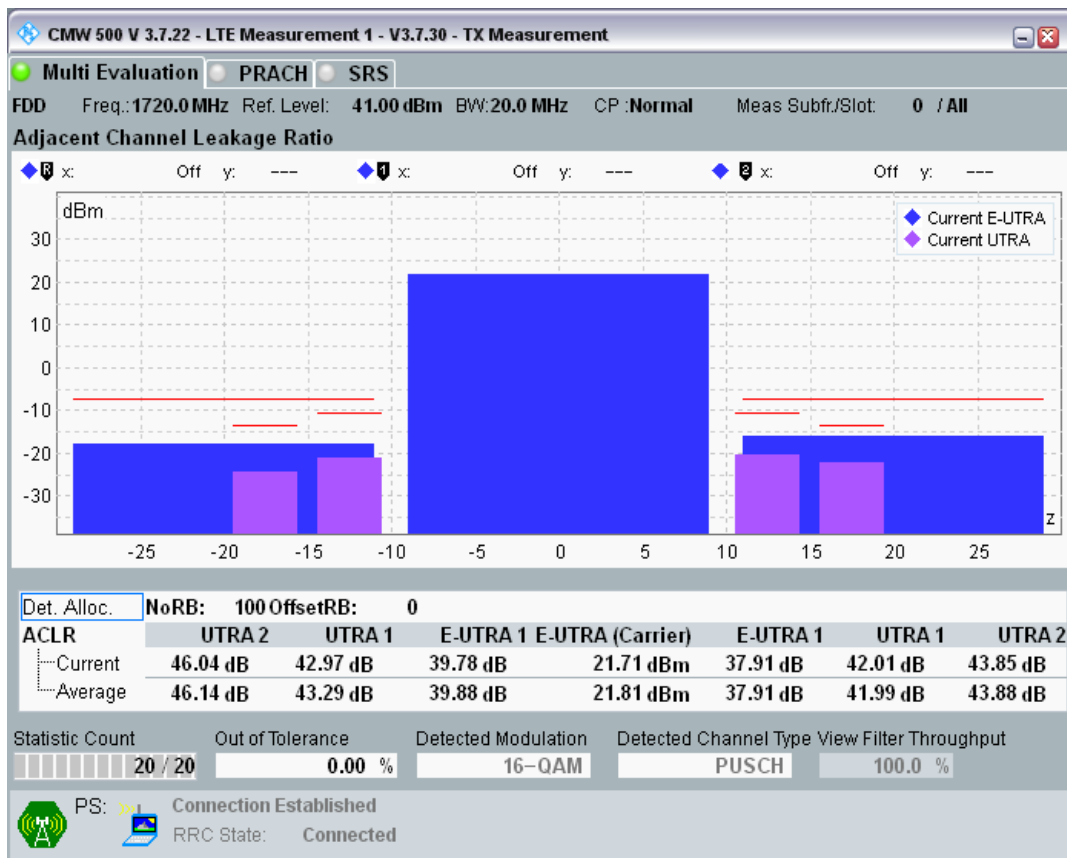 CMW 500 V 3.7.22 - LTE Measurement 1 - V3.7.30 - TX Measurement
Multi Evaluation PRACH SRS
FDD Freq.:1720.0 MHz Ref. Level: 41.00 dBm BW:20.0 MHz CP :Normal Meas Subfr./Slot: 0 / All
Adjacent Channel Leakage Ratio
R x: Off y: --- 1 x: Off y: --- 2 x: Off y: ---
dBm
Current E-UTRA
Current UTRA
30
20
10
0
-10
-20
-30
z
-25 -20 -15 -10 -5 0 5 10 15 20 25
Det. Alloc. NoRB: 100 OffsetRB: 0
ACLR UTRA 2 UTRA 1 E-UTRA 1 E-UTRA (Carrier) E-UTRA 1 UTRA 1 UTRA 2
Current 46.04 dB 42.97 dB 39.78 dB 21.71 dBm 37.91 dB 42.01 dB 43.85 dB
Average 46.14 dB 43.29 dB 39.88 dB 21.81 dBm 37.91 dB 41.99 dB 43.88 dB
Statistic Count Out of Tolerance Detected Modulation Detected Channel Type View Filter Throughput
20 / 20 0.00 % 16-QAM PUSCH 100.0 %
PS: Connection Established
RRC State: Connected